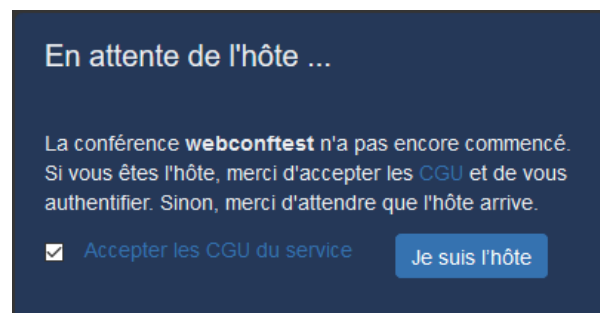 En attente de l'hôte ...
La conférence webconftest n'a pas encore commencé.
Si vous êtes l'hôte, merci d'accepter les CGU et de vous
authentifier. Sinon, merci d'attendre que l'hôte arrive.
Accepter les CGU du service
Je suis l'hôte